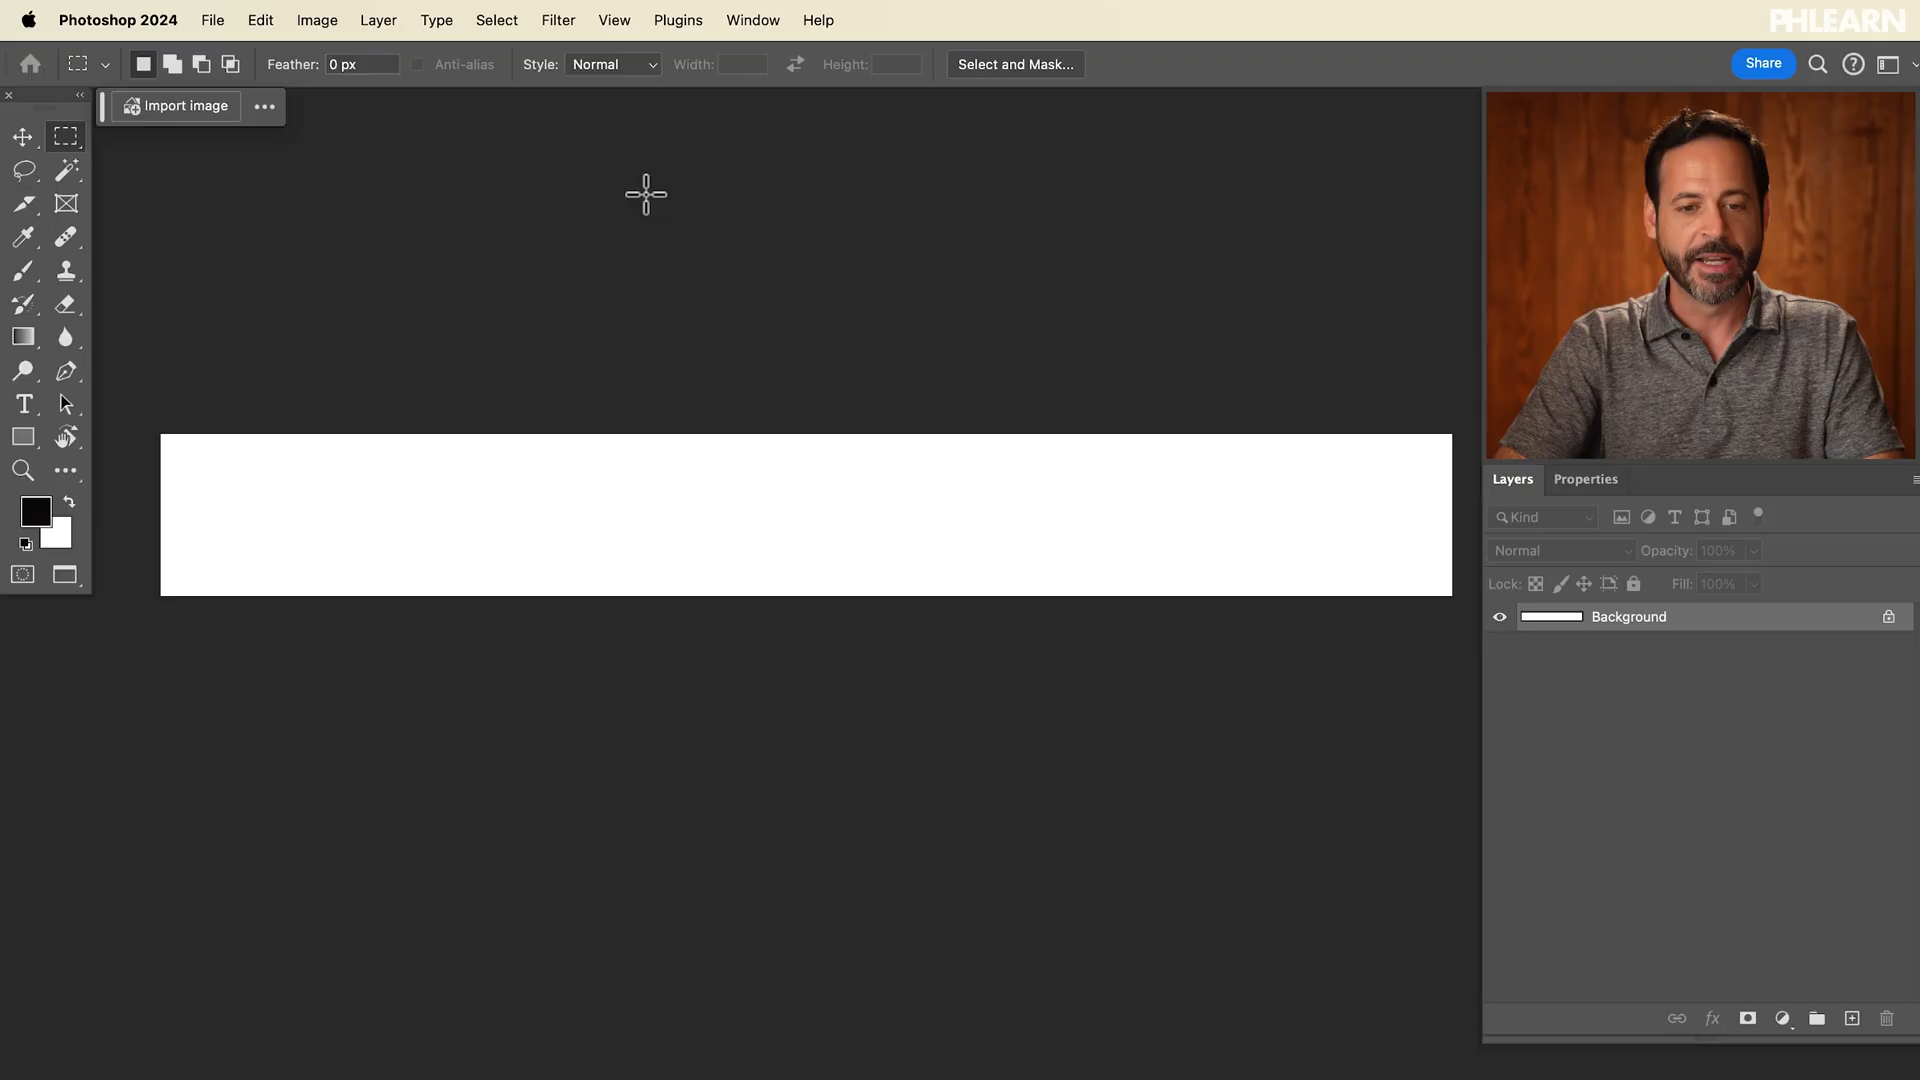 Photoshop 2024 File Edit Image Layer Type Select Filter View Plugins Window Help
PHLEARN
Feather: 0 px Anti-alias Style: Normal Width: Height: Select and Mask... Share
Import image
Layers Properties
Kind
Normal Opacity: 100%
Lock: Fill: 100%
Background